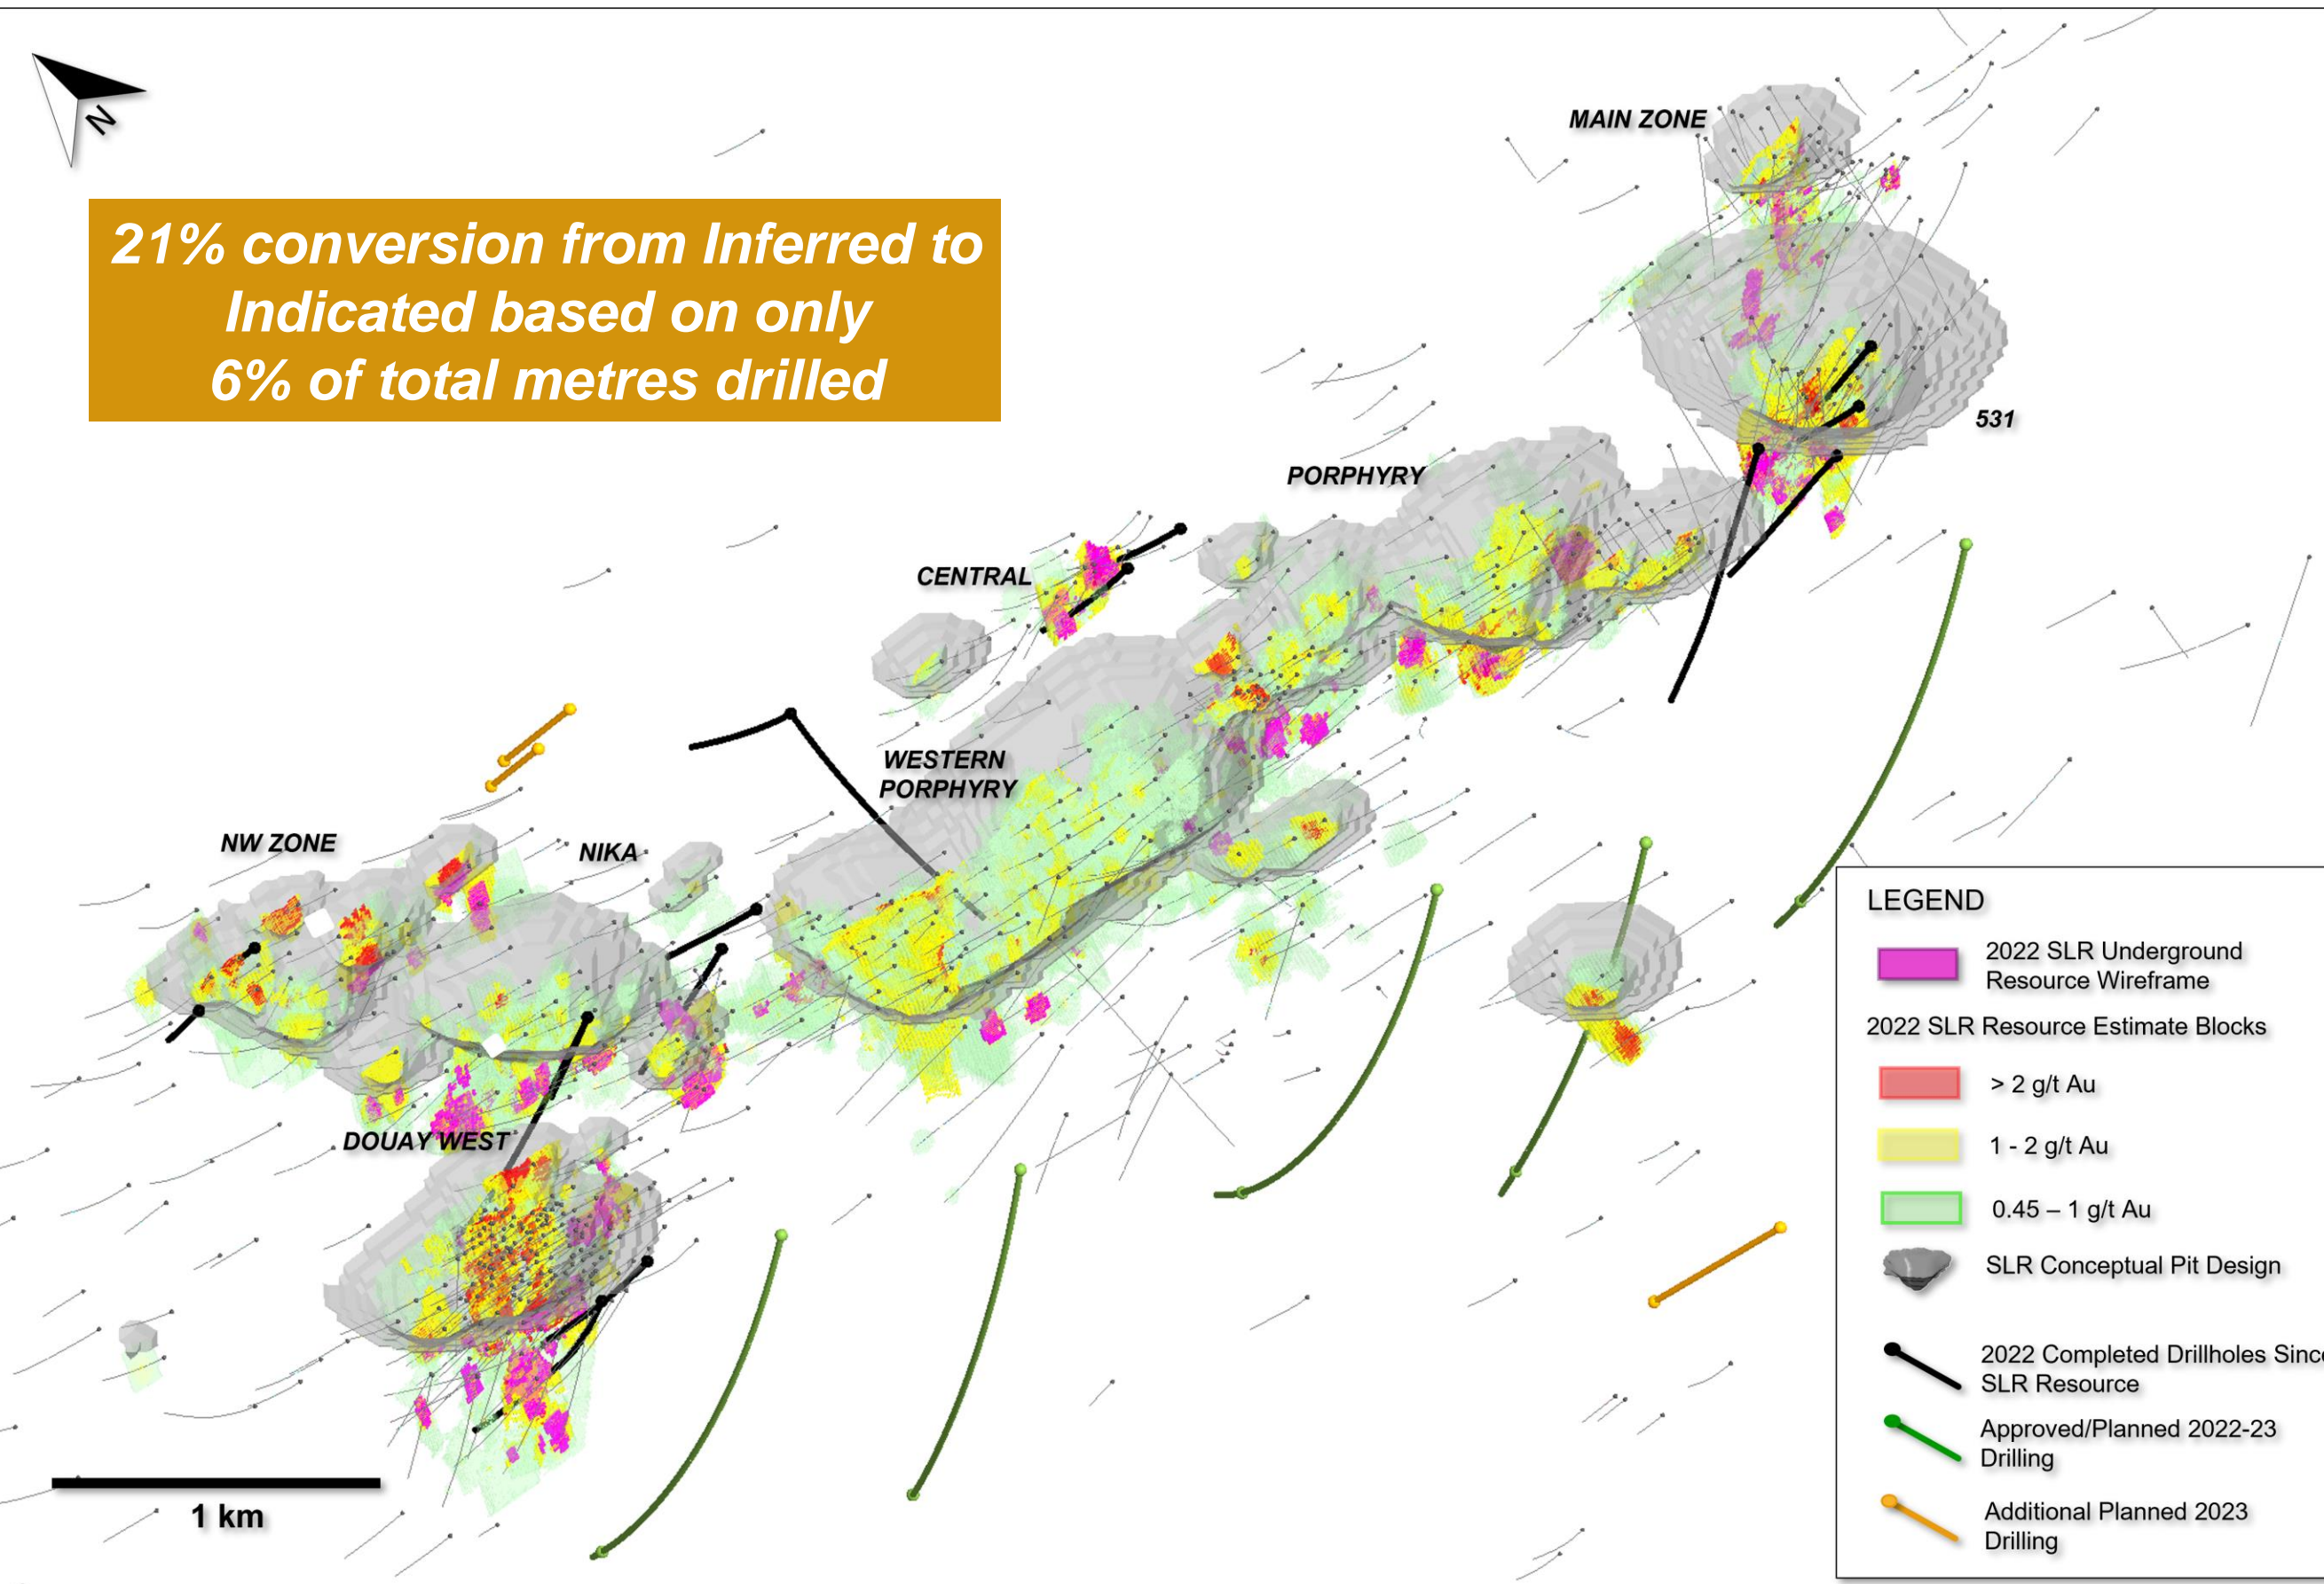 N
21% conversion from Inferred to
Indicated based on only
6% of total metres drilled
MAIN ZONE
531
PORPHYRY
CENTRAL
WESTERN
PORPHYRY
NW ZONE
NIKA
DOUAY WEST
1 km
LEGEND
2022 SLR Underground
Resource Wireframe
2022 SLR Resource Estimate Blocks
> 2 g/t Au
1 - 2 g/t Au
0.45 – 1 g/t Au
SLR Conceptual Pit Design
2022 Completed Drillholes Since
SLR Resource
Approved/Planned 2022-23
Drilling
Additional Planned 2023
Drilling